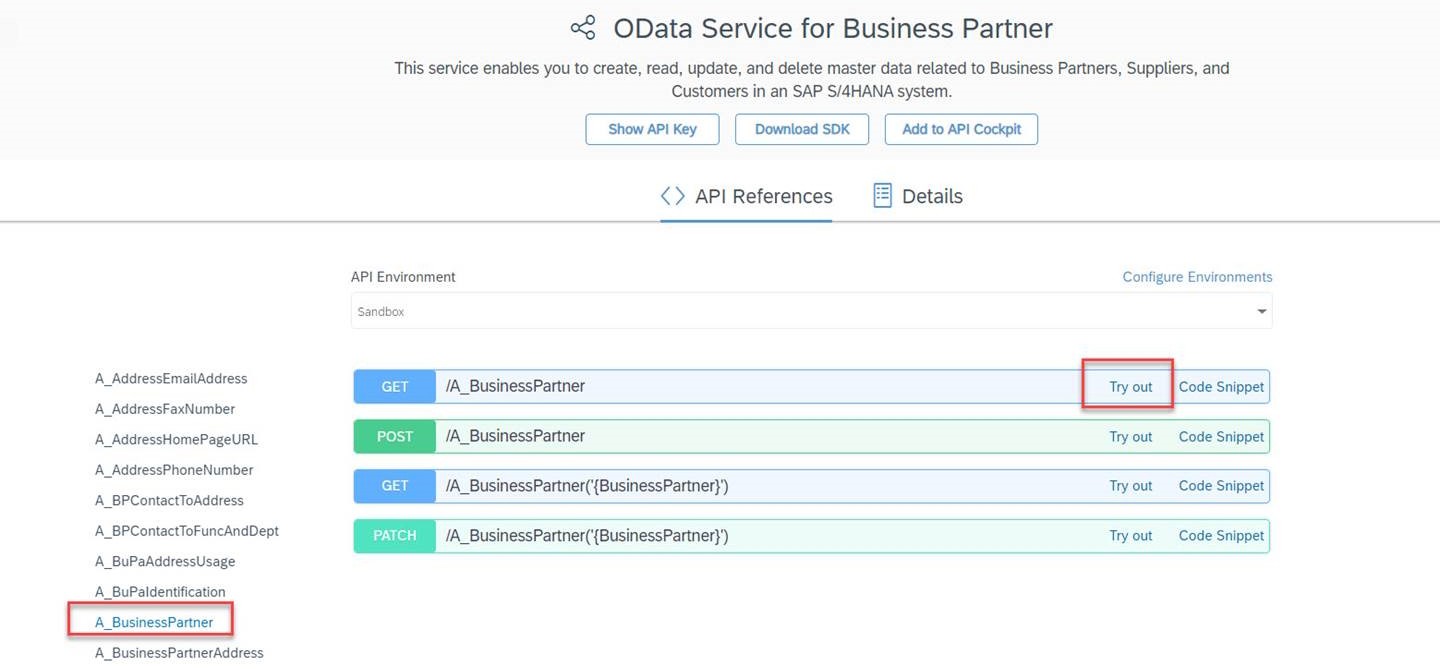 OData Service for Business Partner
This service enables you to create, read, update, and delete master data related to Business Partners, Suppliers, and
Customers in an SAP S/4HANA system.
Show API Key Download SDK Add to API Cockpit
API References Details
API Environment Configure Environments
Sandbox
A_AddressEmailAddress
A_AddressFaxNumber
A_AddressHomePageURL
A_AddressPhoneNumber
A_BPContactToAddress
A_BPContactToFuncAndDept
A_BuPaAddressUsage
A_BuPaIdentification
A_BusinessPartner
A_BusinessPartnerAddress
GET /A_BusinessPartner Try out Code Snippet
POST /A_BusinessPartner Try out Code Snippet
GET /A_BusinessPartner('{BusinessPartner}') Try out Code Snippet
PATCH /A_BusinessPartner('{BusinessPartner}') Try out Code Snippet